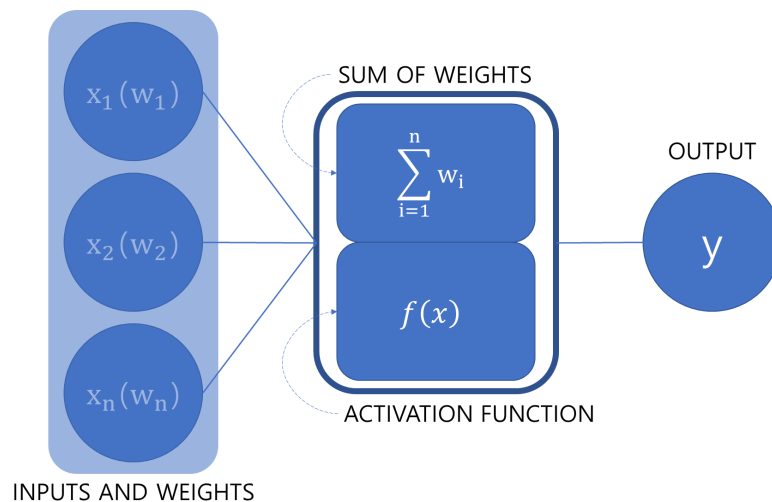 SUM OF WEIGHTS
x₁(w₁)
n
∑ wᵢ
i=1
OUTPUT
x₂(w₂)
y
f(x)
xₙ(wₙ)
ACTIVATION FUNCTION
INPUTS AND WEIGHTS